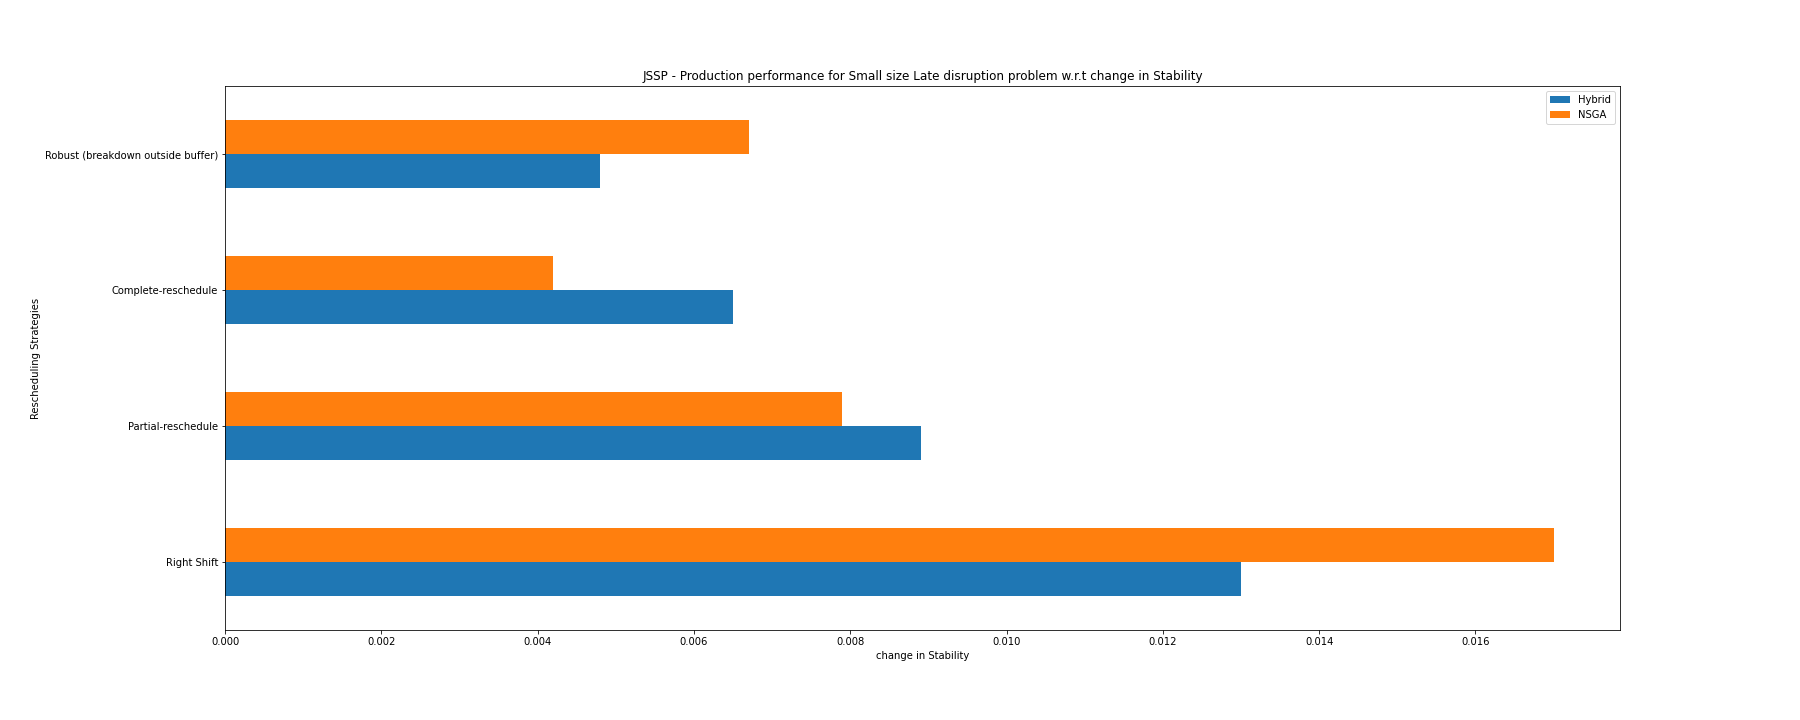 JSSP - Production performance for Small size Late disruption problem w.r.t change in Stability
Hybrid
NSGA
Robust (breakdown outside buffer)
Complete-reschedule
Partial-reschedule
Right Shift
Rescheduling Strategies
0.000 0.002 0.004 0.006 0.008 0.010 0.012 0.014 0.016
change in Stability